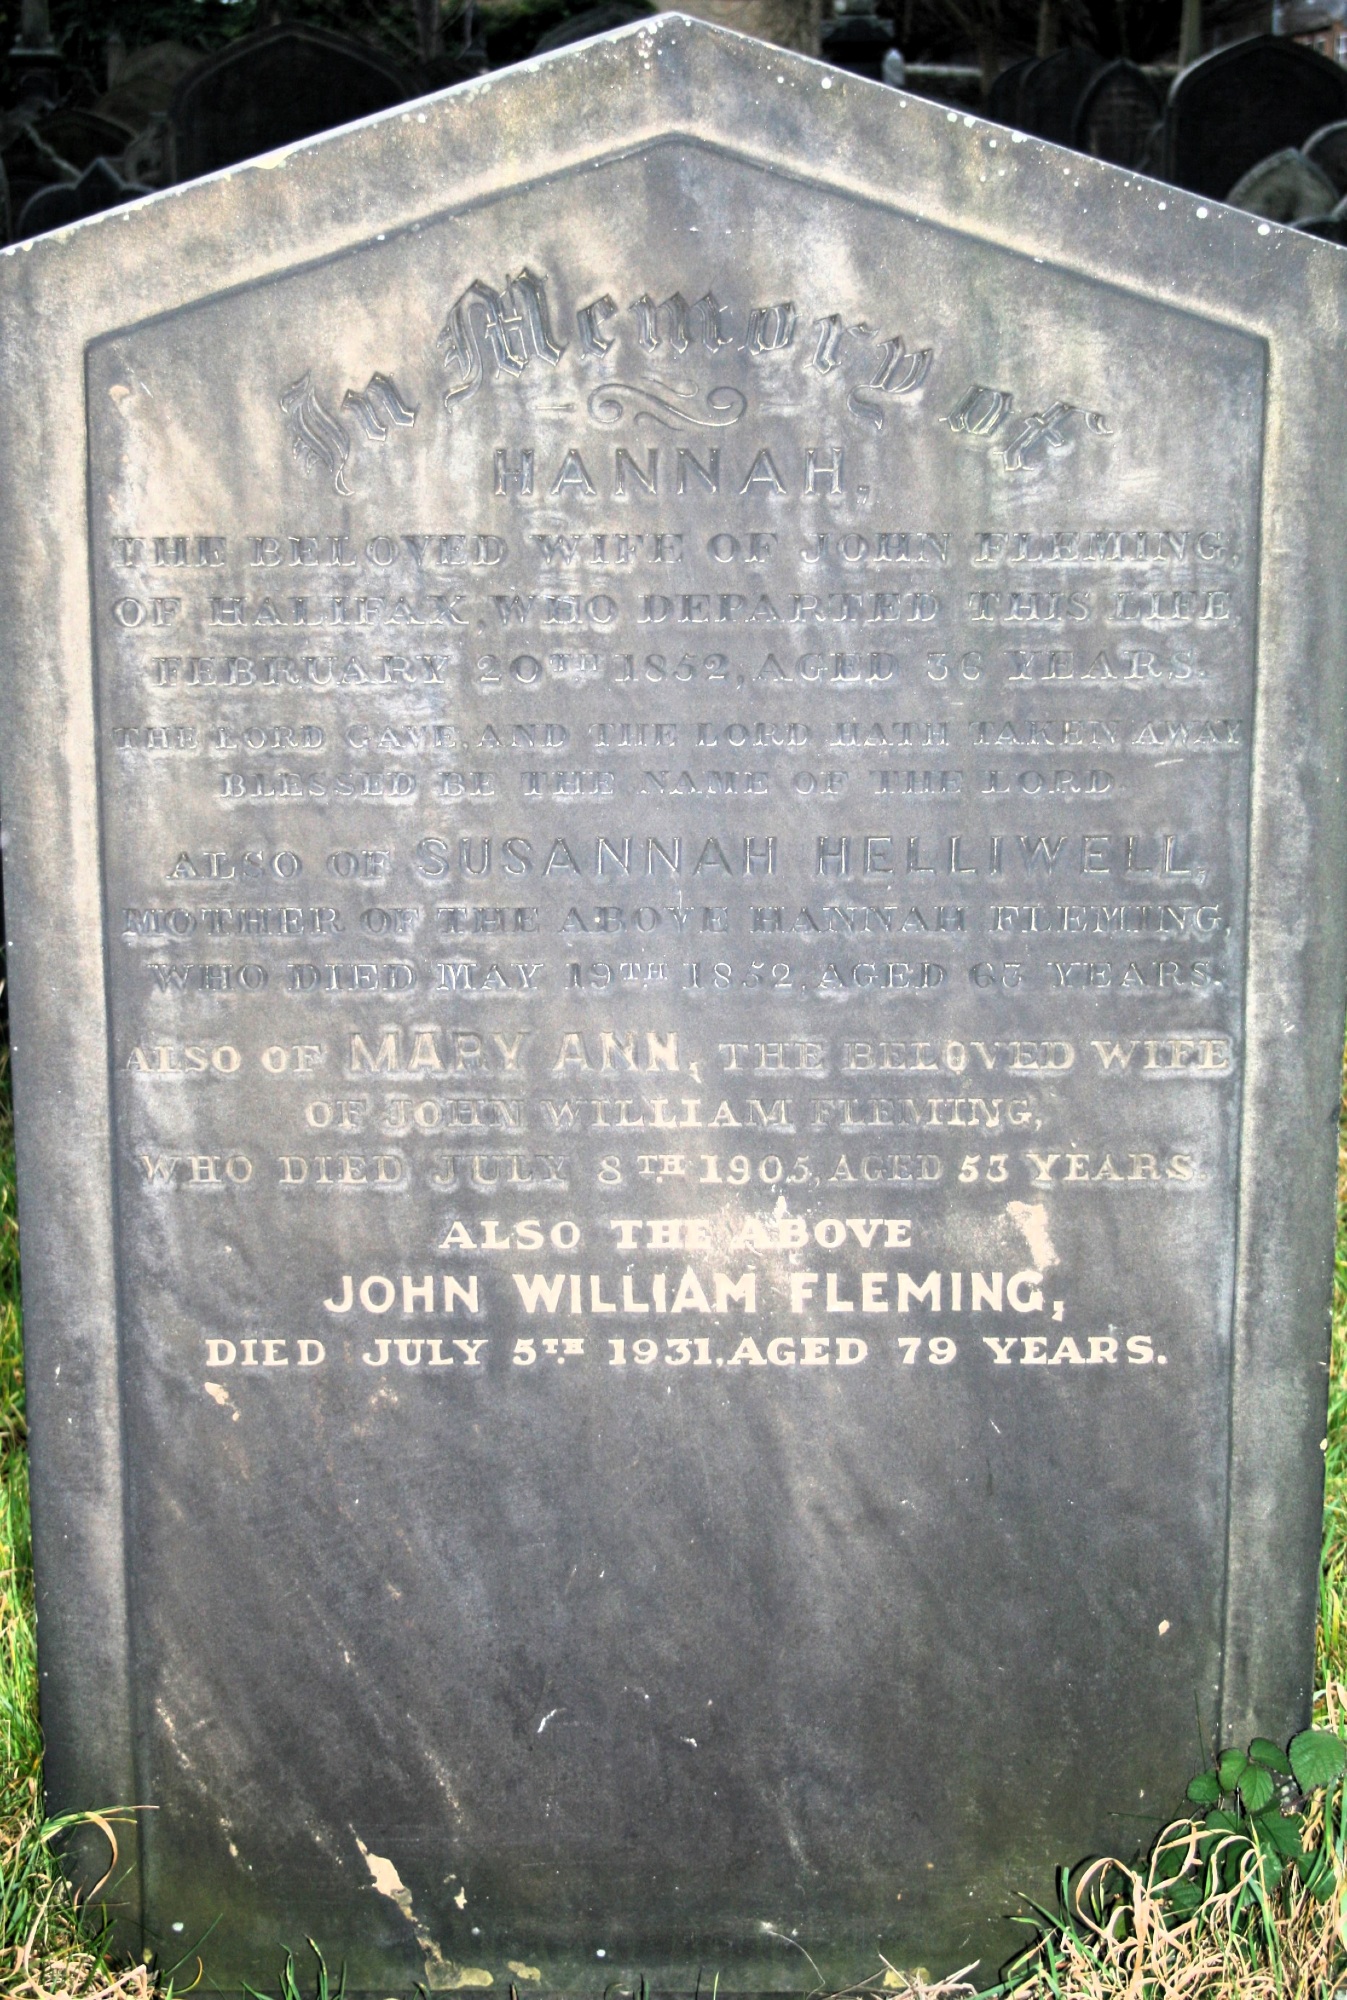 In Memory of
HANNAH,
THE BELOVED WIFE OF JOHN FLEMING,
OF HALIFAX, WHO DEPARTED THIS LIFE
FEBRUARY 20TH 1852, AGED 36 YEARS.
THE LORD GAVE, AND THE LORD HATH TAKEN AWAY
BLESSED BE THE NAME OF THE LORD
ALSO OF SUSANNAH HELLIWELL,
MOTHER OF THE ABOVE HANNAH FLEMING,
WHO DIED MAY 19TH 1852, AGED 63 YEARS.
ALSO OF MARY ANN, THE BELOVED WIFE
OF JOHN WILLIAM FLEMING,
WHO DIED JULY 8TH 1905, AGED 53 YEARS.
ALSO THE ABOVE
JOHN WILLIAM FLEMING,
DIED JULY 5TH 1931, AGED 79 YEARS.